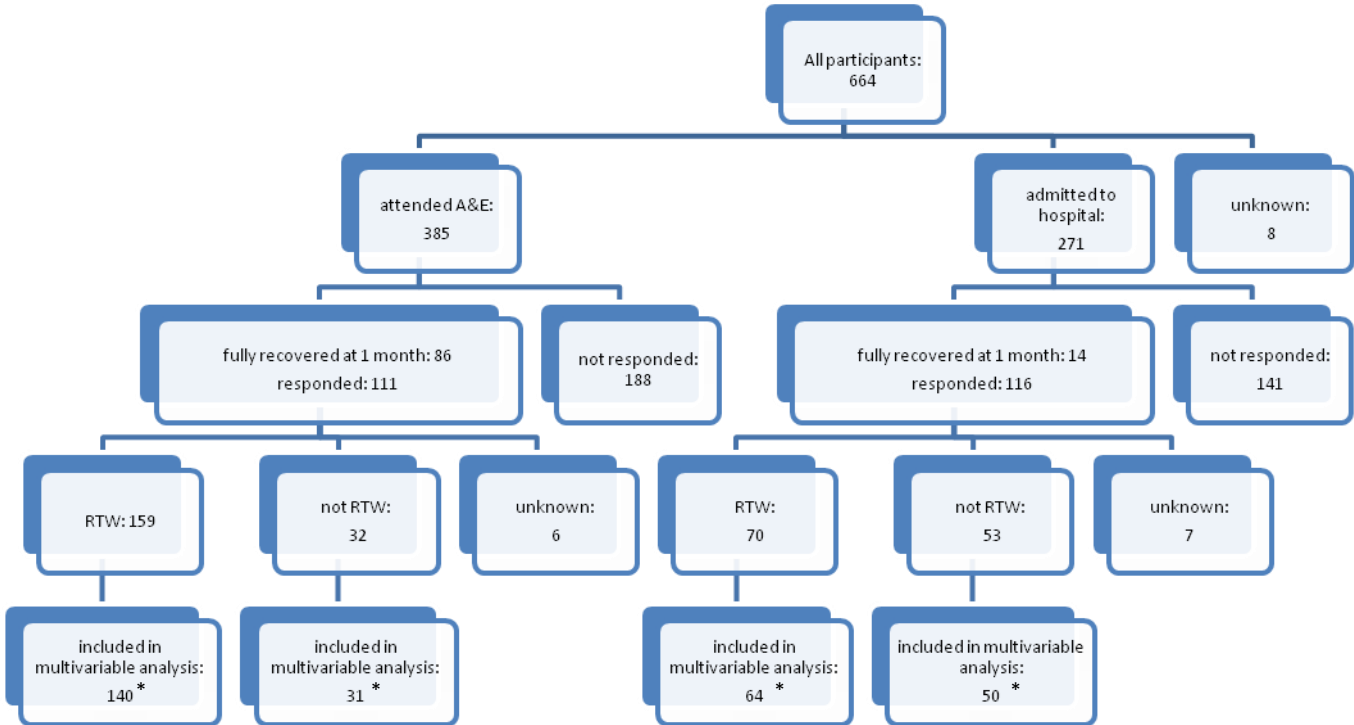 All participants:
664
attended A&E:
385
admitted to
hospital:
271
unknown:
8
fully recovered at 1 month: 86
responded: 111
not responded:
188
fully recovered at 1 month: 14
responded: 116
not responded:
141
RTW: 159
not RTW:
32
unknown:
6
RTW:
70
not RTW:
53
unknown:
7
included in
multivariable analysis:
140 *
included in
multivariable analysis:
31 *
included in
multivariable analysis:
64 *
included in multivariable
analysis:
50 *